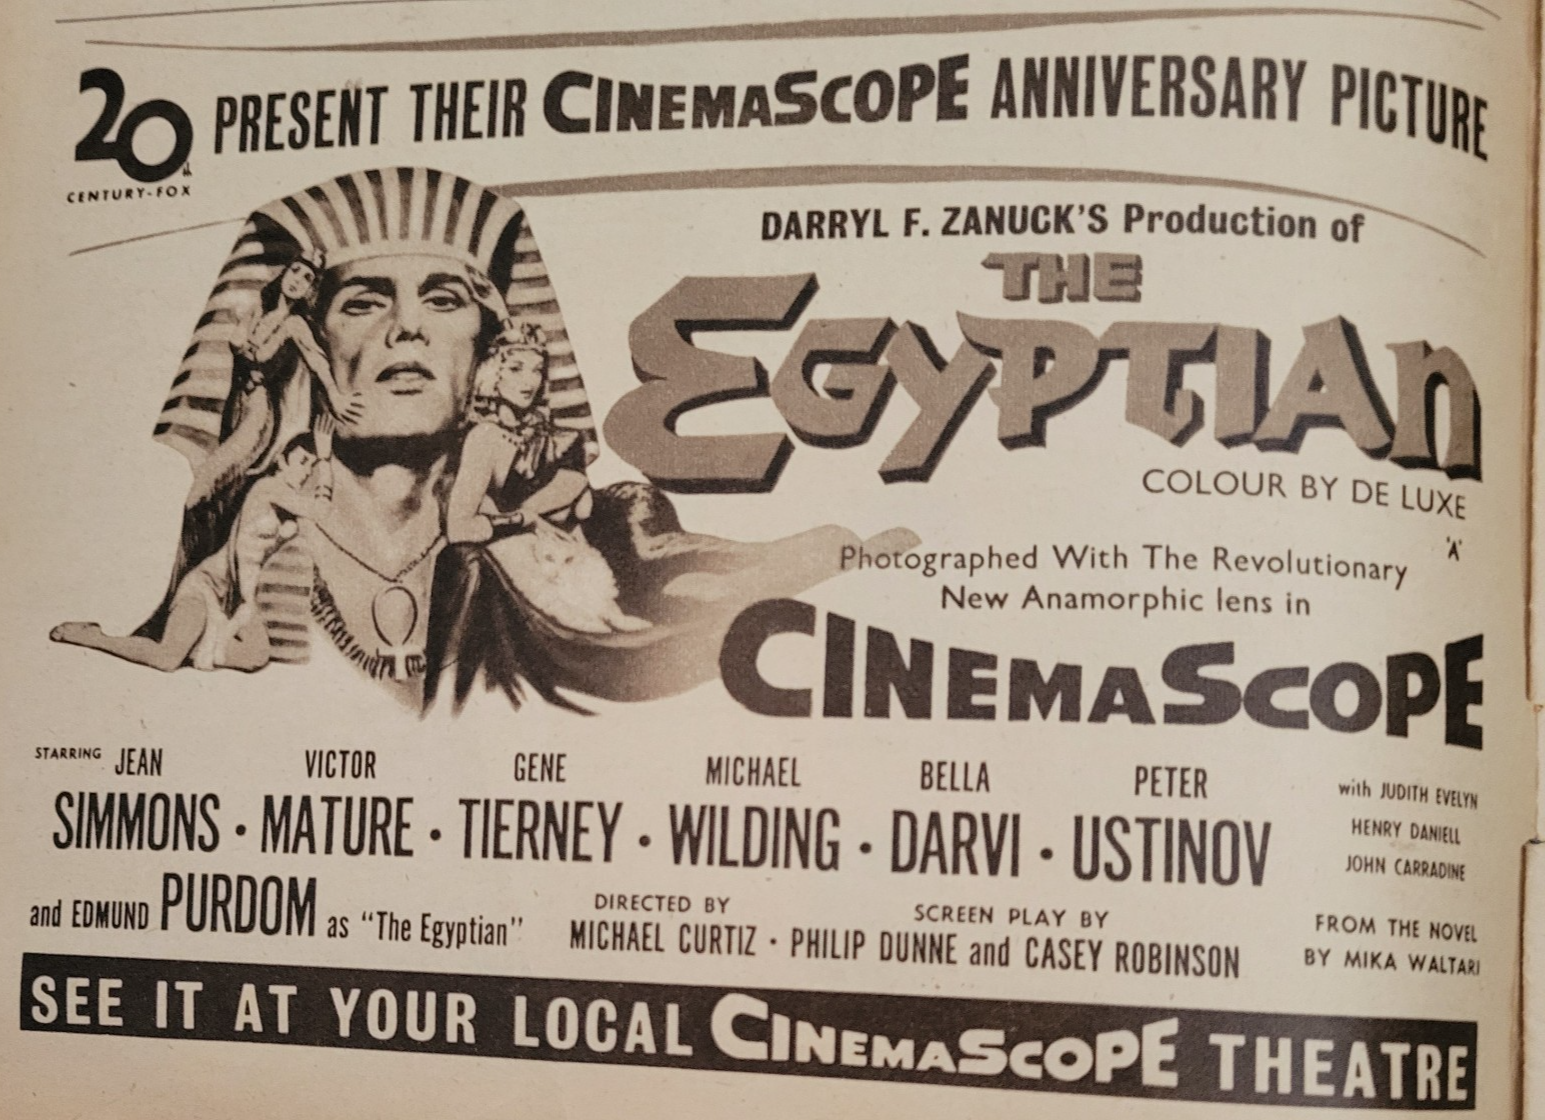 20th CENTURY-FOX
PRESENT THEIR CINEMASCOPE ANNIVERSARY PICTURE
DARRYL F. ZANUCK'S Production of
THE
EGYPTIAN
COLOUR BY DE LUXE
'A'
Photographed With The Revolutionary
New Anamorphic lens in
CINEMASCOPE
STARRING JEAN SIMMONS · VICTOR MATURE · GENE TIERNEY · MICHAEL WILDING · BELLA DARVI · PETER USTINOV
with JUDITH EVELYN
HENRY DANIELL
JOHN CARRADINE
and EDMUND PURDOM as "The Egyptian"
DIRECTED BY
MICHAEL CURTIZ ·
SCREEN PLAY BY
PHILIP DUNNE and CASEY ROBINSON
FROM THE NOVEL
BY MIKA WALTARI
SEE IT AT YOUR LOCAL CINEMASCOPE THEATRE